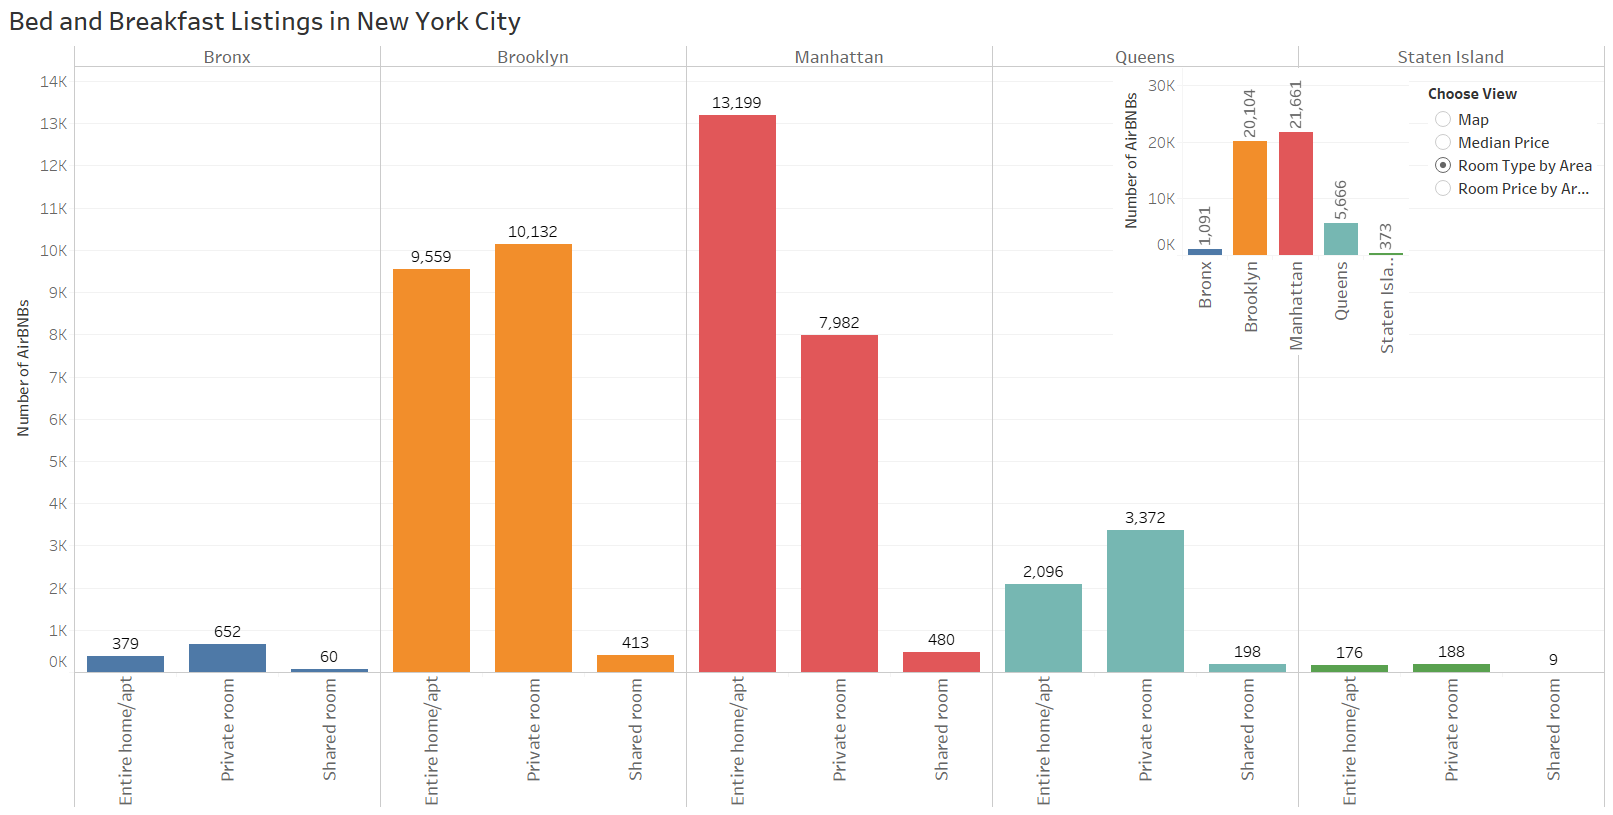 Bed and Breakfast Listings in New York City
Bronx
Brooklyn
Manhattan
Queens
Staten Island
Number of AirBNBs
14K
13K
12K
11K
10K
9K
8K
7K
6K
5K
4K
3K
2K
1K
0K
379
652
60
9,559
10,132
413
13,199
7,982
480
2,096
3,372
198
176
188
9
Entire home/apt
Private room
Shared room
Entire home/apt
Private room
Shared room
Entire home/apt
Private room
Shared room
Entire home/apt
Private room
Shared room
Entire home/apt
Private room
Shared room
Number of AirBNBs
30K
20K
10K
0K
1,091
20,104
21,661
5,666
373
Bronx
Brooklyn
Manhattan
Queens
Staten Isla..
Choose View
Map
Median Price
Room Type by Area
Room Price by Ar...